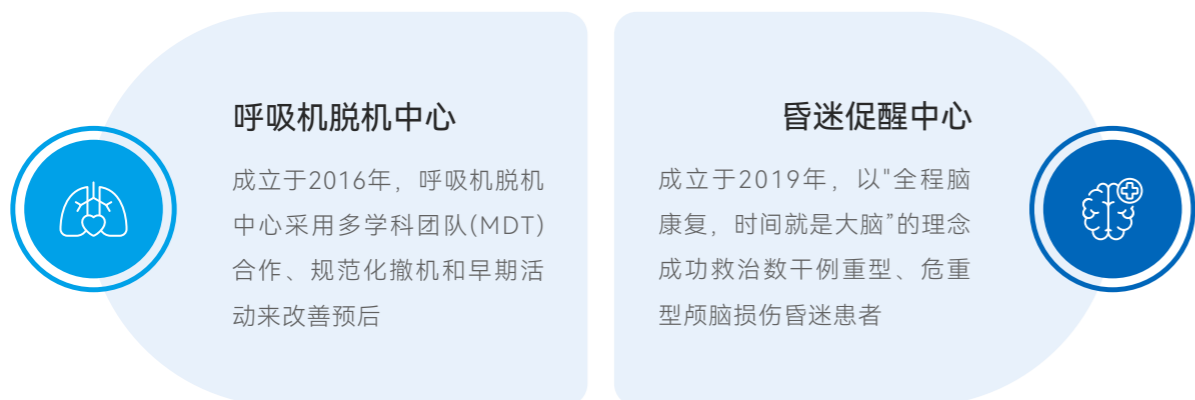 呼吸机脱机中心
成立于2016年，呼吸机脱机
中心采用多学科团队(MDT)
合作、规范化撤机和早期活
动来改善预后
昏迷促醒中心
成立于2019年，以"全程脑
康复，时间就是大脑”的理念
成功救治数千例重型、危重
型颅脑损伤昏迷患者